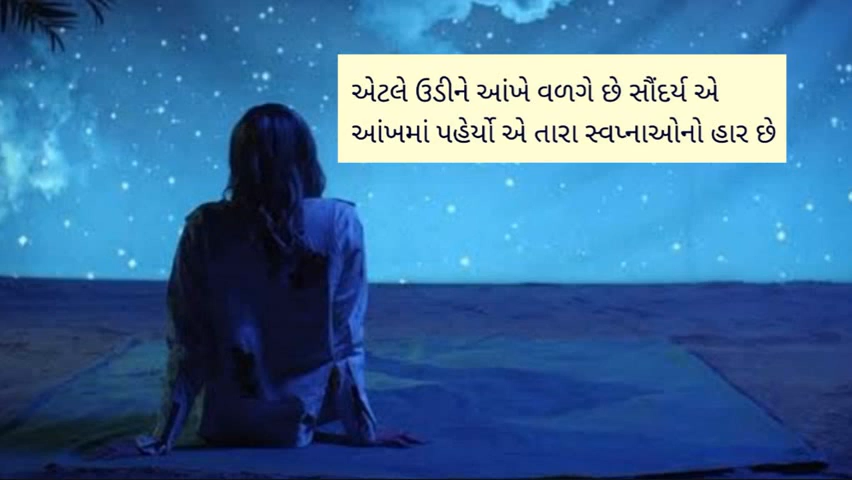 એટલે ઉડીને આંખે વળગે છે સૌંદર્ય એ
આંખમાં પહેર્યો એ તારા સ્વપ્નાઓનો હાર છે